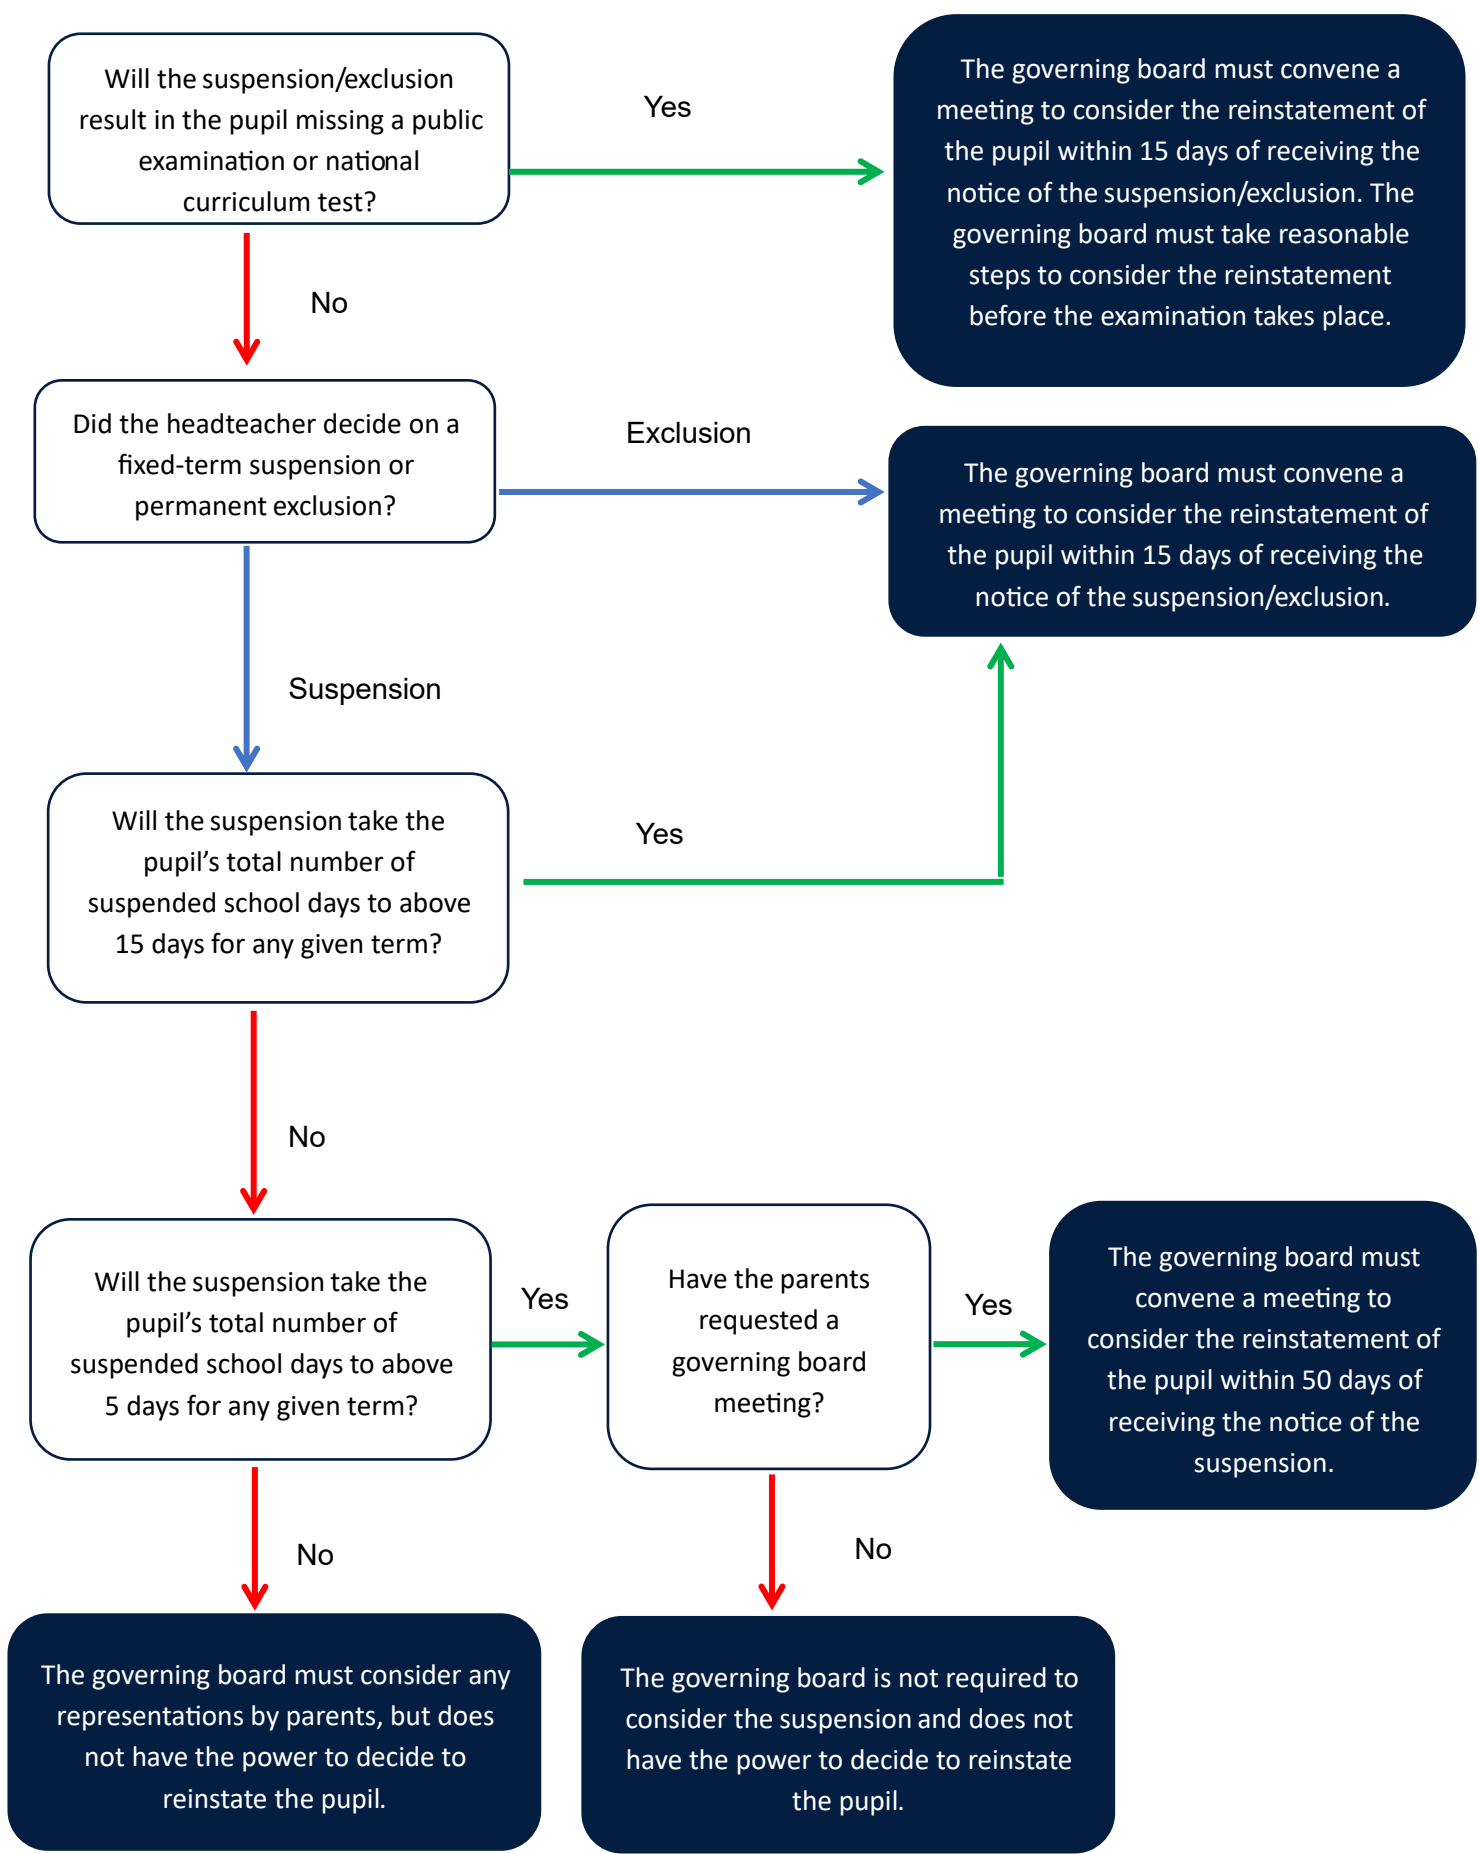 Will the suspension/exclusion
result in the pupil missing a public
examination or national
curriculum test?
Yes
The governing board must convene a
meeting to consider the reinstatement of
the pupil within 15 days of receiving the
notice of the suspension/exclusion. The
governing board must take reasonable
steps to consider the reinstatement
before the examination takes place.
No
Did the headteacher decide on a
fixed-term suspension or
permanent exclusion?
Exclusion
The governing board must convene a
meeting to consider the reinstatement of
the pupil within 15 days of receiving the
notice of the suspension/exclusion.
Suspension
Will the suspension take the
pupil’s total number of
suspended school days to above
15 days for any given term?
Yes
No
Will the suspension take the
pupil’s total number of
suspended school days to above
5 days for any given term?
Yes
Have the parents
requested a
governing board
meeting?
Yes
The governing board must
convene a meeting to
consider the reinstatement of
the pupil within 50 days of
receiving the notice of the
suspension.
No
No
The governing board must consider any
representations by parents, but does
not have the power to decide to
reinstate the pupil.
The governing board is not required to
consider the suspension and does not
have the power to decide to reinstate
the pupil.